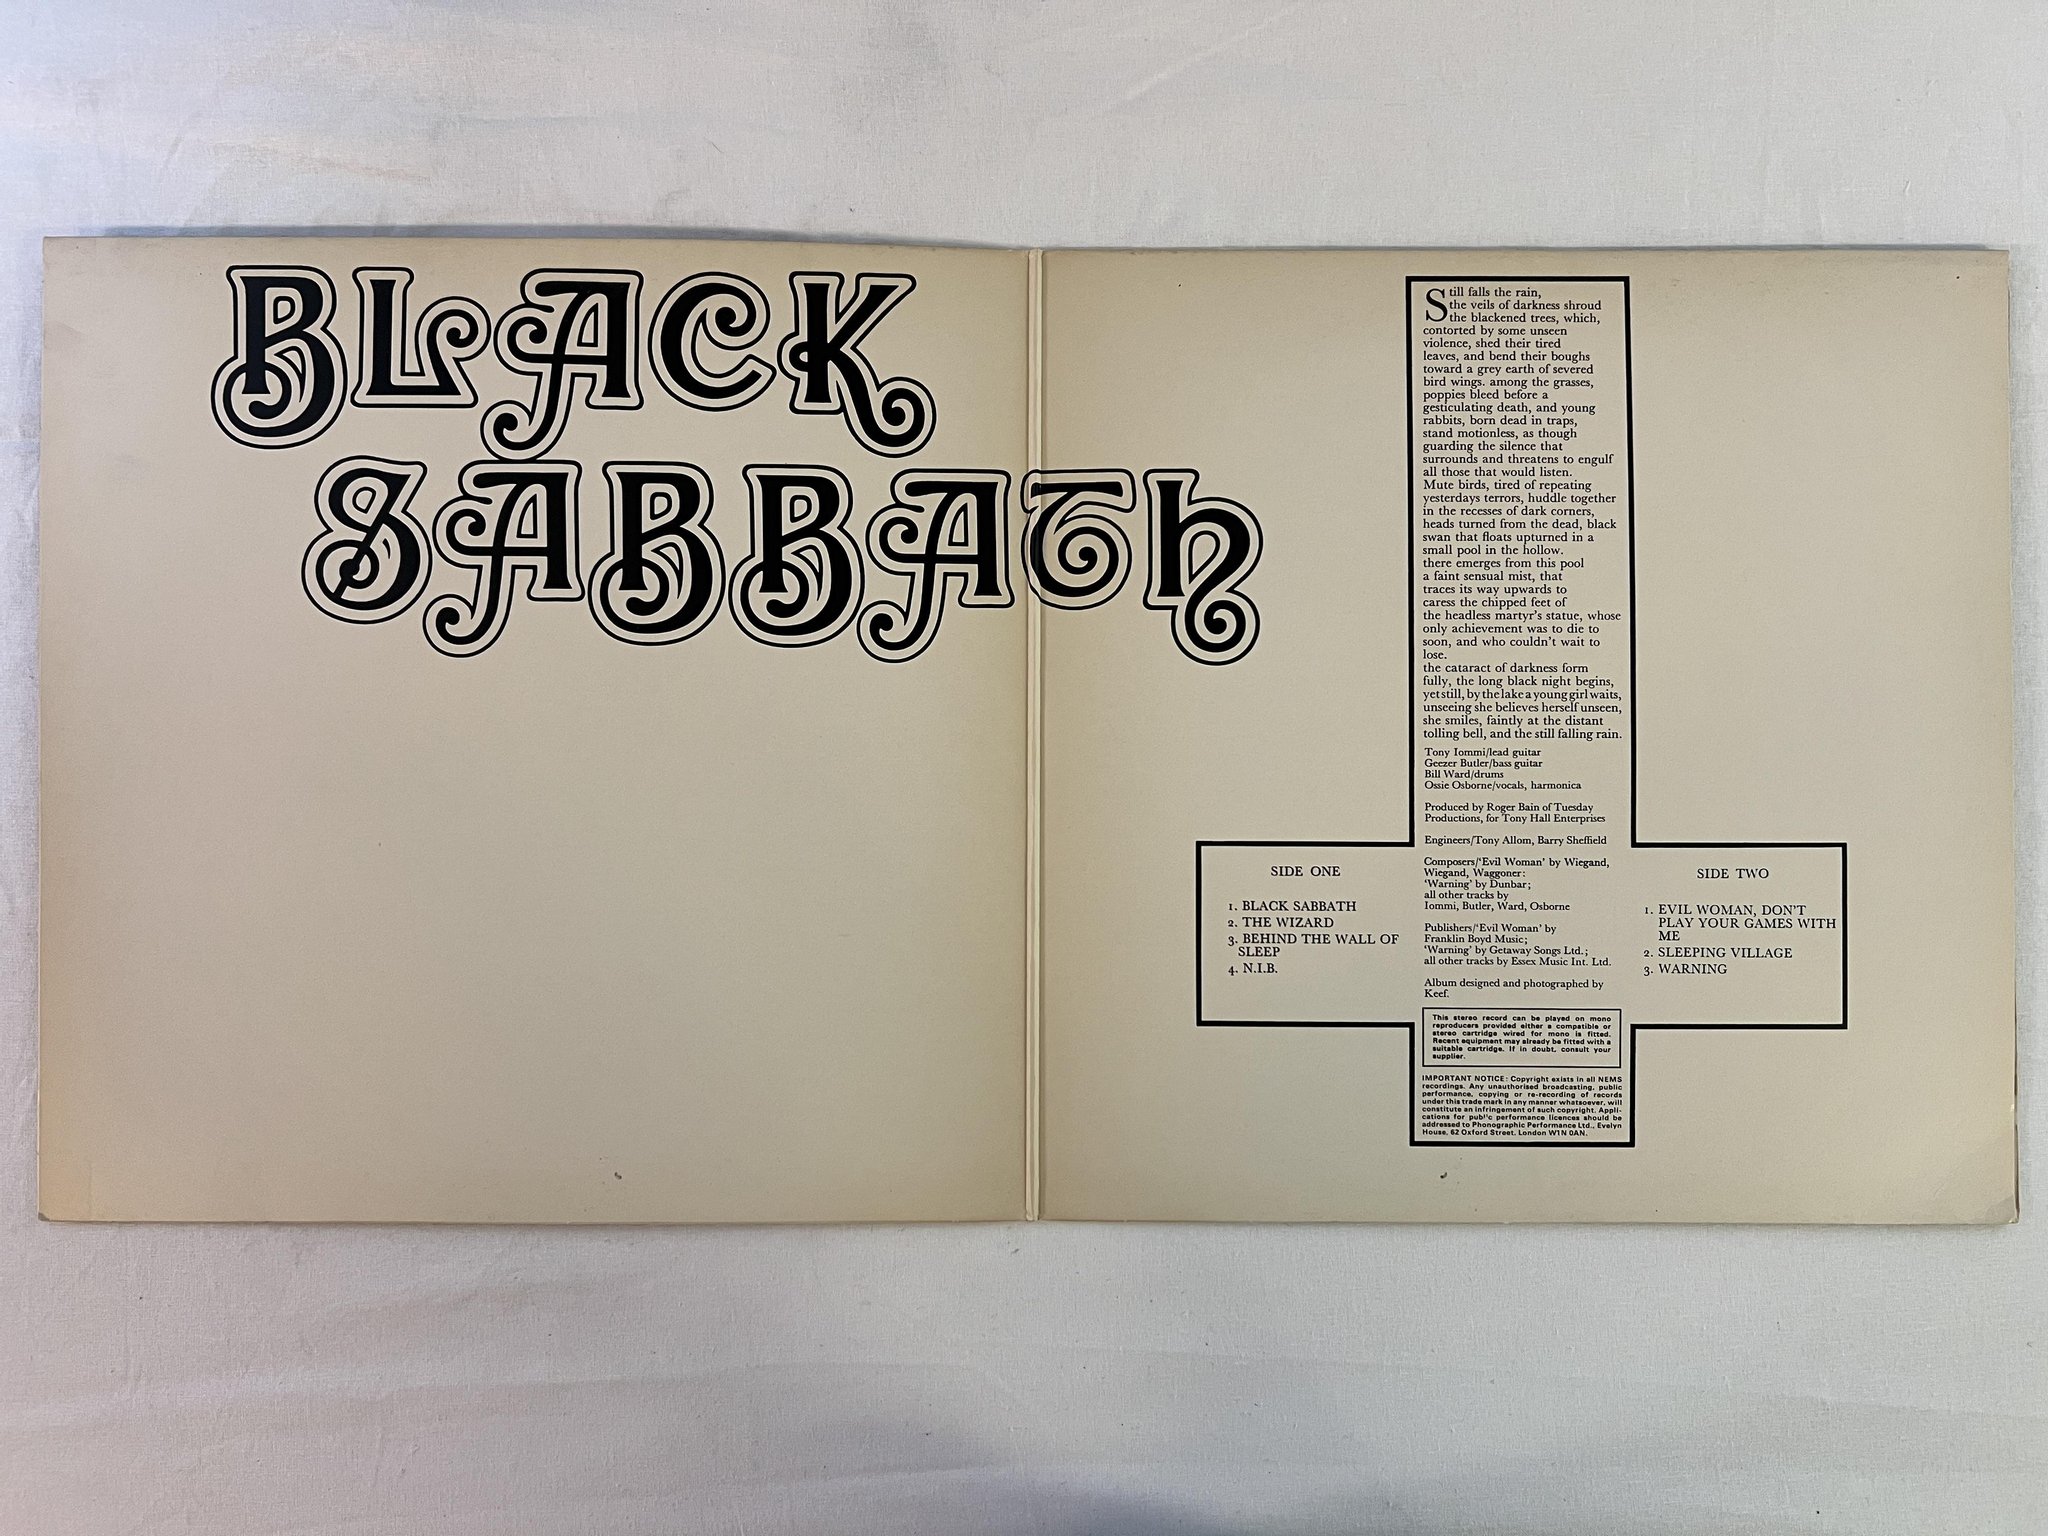 BLACK
SABBATH
Still falls the rain,
the veils of darkness shroud
the blackened trees, which,
contorted by some unseen
violence, shed their tired
leaves, and bend their boughs
toward a grey earth of severed
bird wings. among the grasses,
poppies bleed before a
gesticulating death, and young
rabbits, born dead in traps,
stand motionless, as though
guarding the silence that
surrounds and threatens to engulf
all those that would listen.
Mute birds, tired of repeating
yesterdays terrors, huddle together
in the recesses of dark corners,
heads turned from the dead, black
swan that floats upturned in a
small pool in the hollow.
there emerges from this pool
a faint sensual mist, that
traces its way upwards to
caress the chipped feet of
the headless martyr's statue, whose
only achievement was to die to
soon, and who couldn't wait to
lose.
the cataract of darkness form
fully, the long black night begins,
yet still, by the lake a young girl waits,
unseeing she believes herself unseen,
she smiles, faintly at the distant
tolling bell, and the still falling rain.
Tony Iommi/lead guitar
Geezer Butler/bass guitar
Bill Ward/drums
Ossie Osborne/vocals, harmonica
Produced by Roger Bain of Tuesday
Productions, for Tony Hall Enterprises
Engineers/Tony Allom, Barry Sheffield
Composers/'Evil Woman' by Wiegand,
Wiegand, Waggoner:
'Warning' by Dunbar;
all other tracks by
Iommi, Butler, Ward, Osborne
Publishers/'Evil Woman' by
Franklin Boyd Music;
'Warning' by Getaway Songs Ltd.;
all other tracks by Essex Music Int. Ltd.
Album designed and photographed by
Keef.
SIDE ONE
1. BLACK SABBATH
2. THE WIZARD
3. BEHIND THE WALL OF
SLEEP
4. N.I.B.
SIDE TWO
1. EVIL WOMAN, DON'T
PLAY YOUR GAMES WITH
ME
2. SLEEPING VILLAGE
3. WARNING
This stereo record can be played on mono
reproducers provided either a compatible or
stereo cartridge wired for mono is fitted.
Recent equipment may already be fitted with a
suitable cartridge. If in doubt, consult your
supplier.
IMPORTANT NOTICE: Copyright exists in all NEMS
recordings. Any unauthorised broadcasting, public
performance, copying or re-recording of records
under this trade mark in any manner whatsoever, will
constitute an infringement of such copyright. Appli-
cations for public performance licences should be
addressed to Phonographic Performance Ltd., Evelyn
House, 62 Oxford Street, London W1N 0AN.